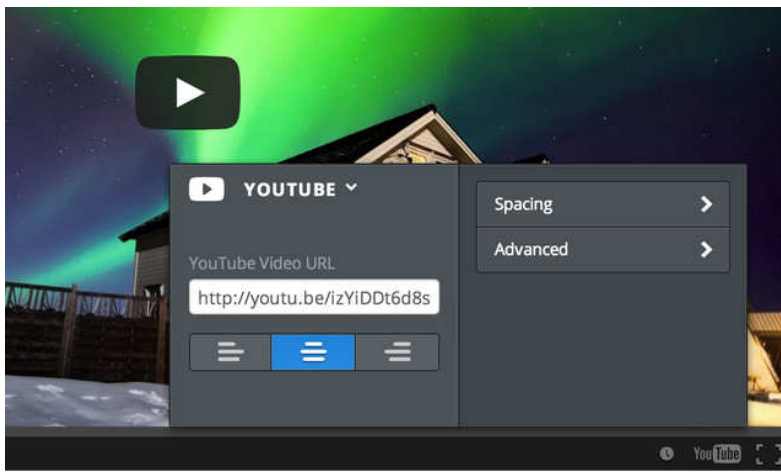 YOUTUBE
YouTube Video URL
http://youtu.be/izYiDDt6d8s
Spacing
Advanced
YouTube